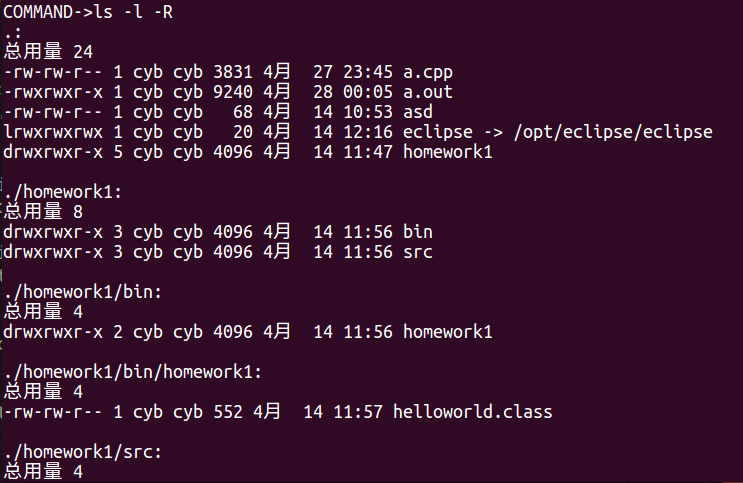 COMMAND->ls -l -R
.:
总用量 24
-rw-rw-r-- 1 cyb cyb 3831 4月  27 23:45 a.cpp
-rwxrwxr-x 1 cyb cyb 9240 4月  28 00:05 a.out
-rw-rw-r-- 1 cyb cyb   68 4月  14 10:53 asd
lrwxrwxrwx 1 cyb cyb   20 4月  14 12:16 eclipse -> /opt/eclipse/eclipse
drwxrwxr-x 5 cyb cyb 4096 4月  14 11:47 homework1

./homework1:
总用量 8
drwxrwxr-x 3 cyb cyb 4096 4月  14 11:56 bin
drwxrwxr-x 3 cyb cyb 4096 4月  14 11:56 src

./homework1/bin:
总用量 4
drwxrwxr-x 2 cyb cyb 4096 4月  14 11:56 homework1

./homework1/bin/homework1:
总用量 4
-rw-rw-r-- 1 cyb cyb 552 4月  14 11:57 helloworld.class

./homework1/src:
总用量 4